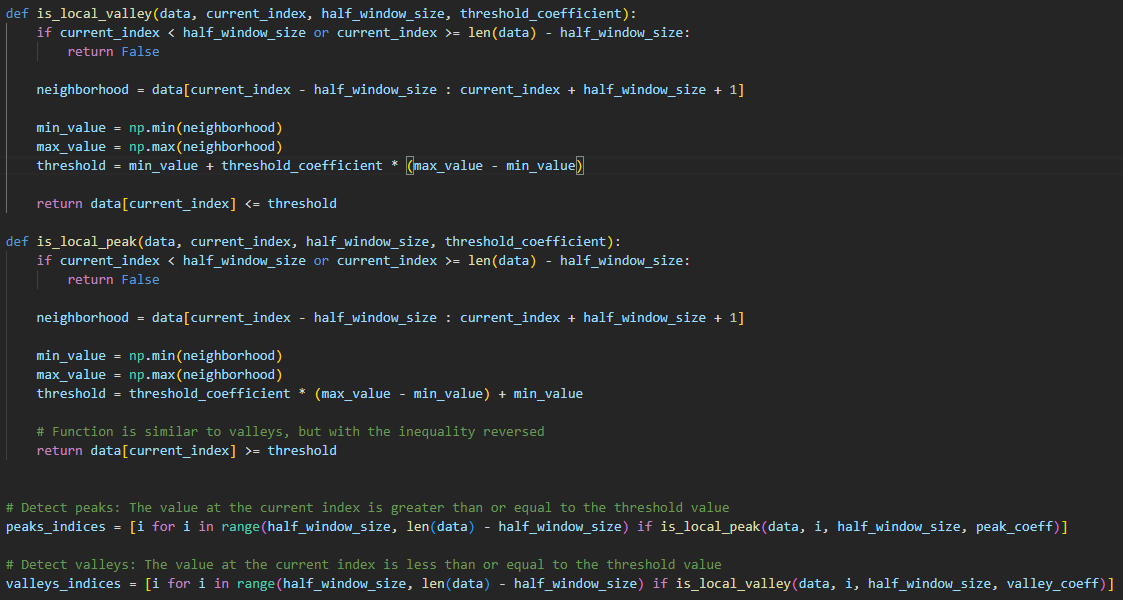 def is_local_valley(data, current_index, half_window_size, threshold_coefficient):
    if current_index < half_window_size or current_index >= len(data) - half_window_size:
        return False
    neighborhood = data[current_index - half_window_size : current_index + half_window_size + 1]
    min_value = np.min(neighborhood)
    max_value = np.max(neighborhood)
    threshold = min_value + threshold_coefficient * (max_value - min_value)
    return data[current_index] <= threshold
def is_local_peak(data, current_index, half_window_size, threshold_coefficient):
    if current_index < half_window_size or current_index >= len(data) - half_window_size:
        return False
    neighborhood = data[current_index - half_window_size : current_index + half_window_size + 1]
    min_value = np.min(neighborhood)
    max_value = np.max(neighborhood)
    threshold = threshold_coefficient * (max_value - min_value) + min_value
    # Function is similar to valleys, but with the inequality reversed
    return data[current_index] >= threshold
# Detect peaks: The value at the current index is greater than or equal to the threshold value
peaks_indices = [i for i in range(half_window_size, len(data) - half_window_size) if is_local_peak(data, i, half_window_size, peak_coeff)]
# Detect valleys: The value at the current index is less than or equal to the threshold value
valleys_indices = [i for i in range(half_window_size, len(data) - half_window_size) if is_local_valley(data, i, half_window_size, valley_coeff)]